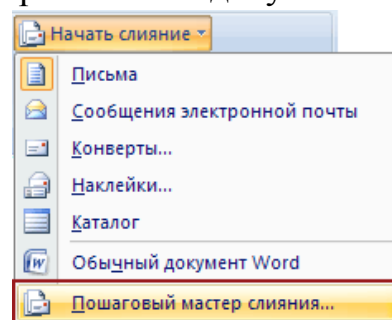 Начать слияние
Письма
Сообщения электронной почты
Конверты...
Наклейки...
Каталог
Обычный документ Word
Пошаговый мастер слияния...